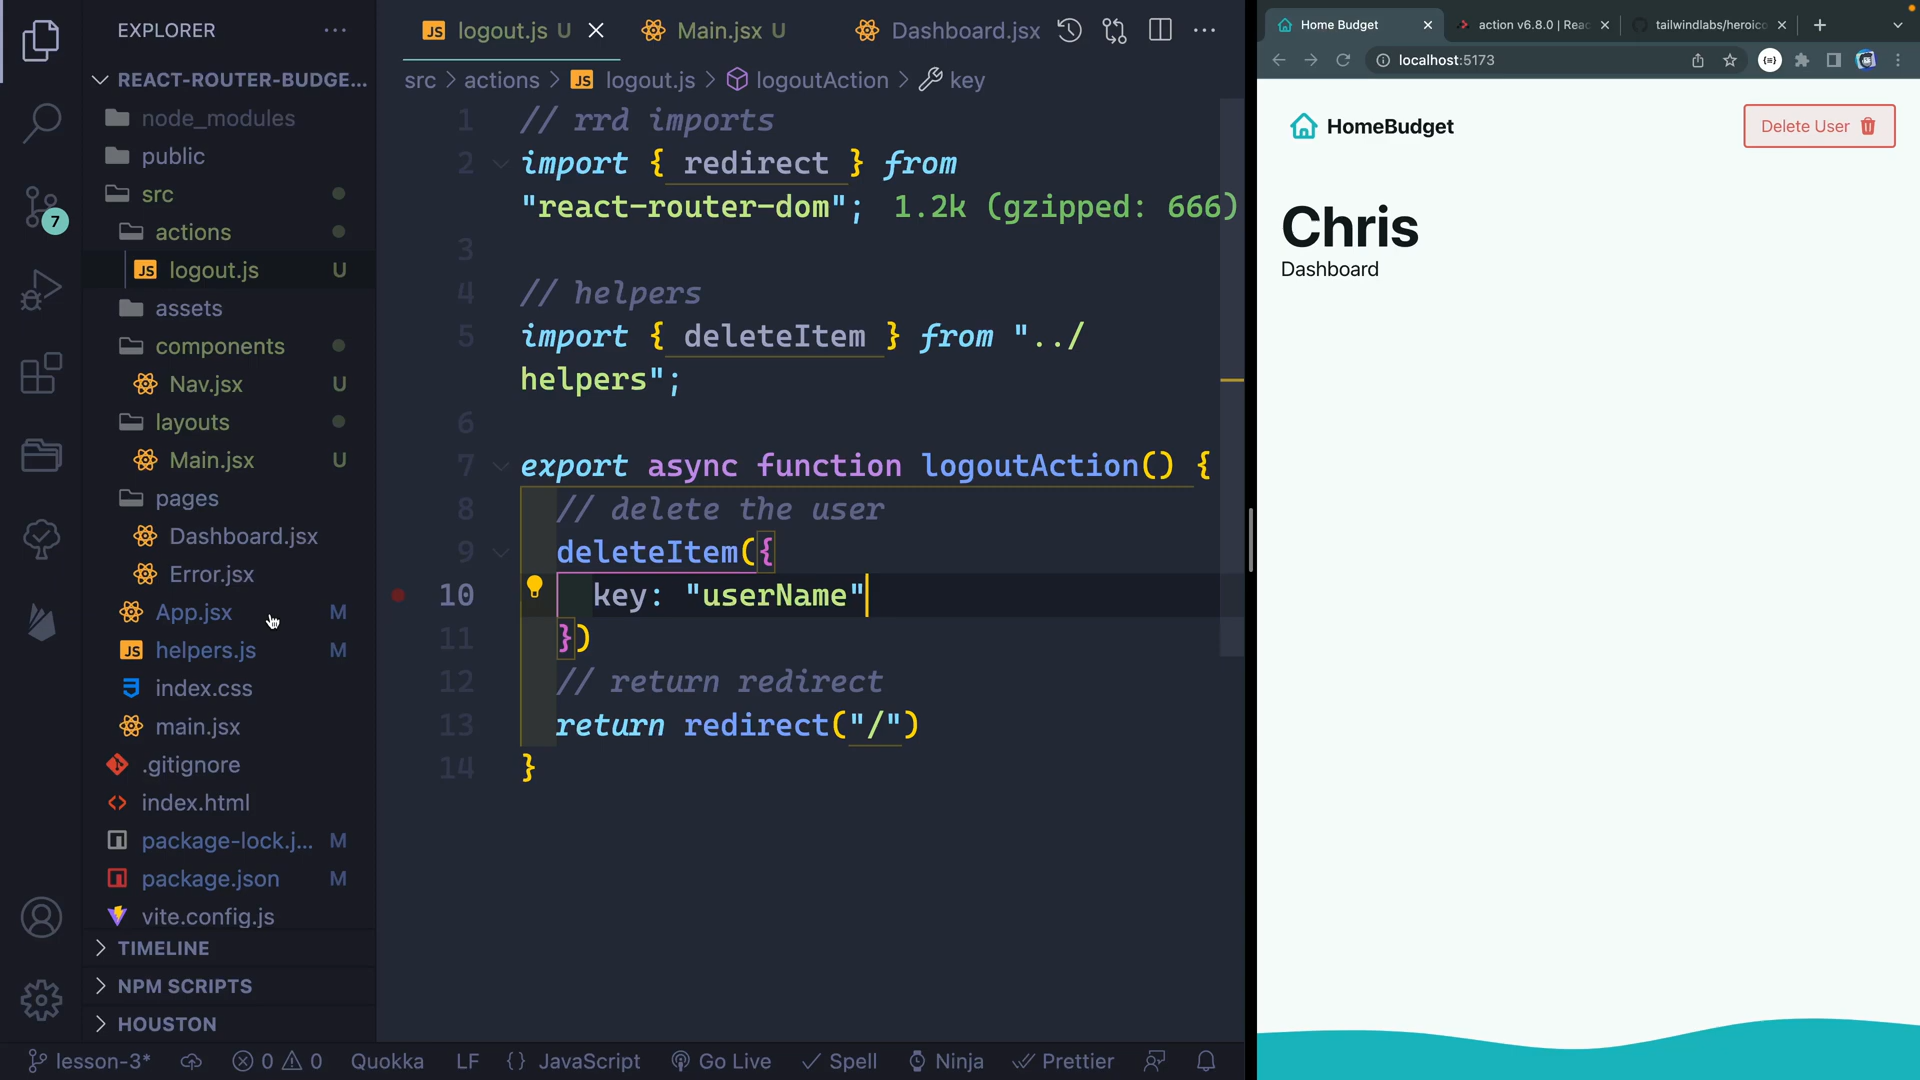 EXPLORER
REACT-ROUTER-BUDGE...
node_modules
public
src
actions
JS logout.js U
assets
components
Nav.jsx U
layouts
Main.jsx U
pages
Dashboard.jsx
Error.jsx
App.jsx M
JS helpers.js M
index.css
main.jsx
.gitignore
index.html
package-lock.j... M
package.json M
vite.config.js
TIMELINE
NPM SCRIPTS
HOUSTON
7
JS logout.js U
Main.jsx U
Dashboard.jsx
src > actions > JS logout.js > logoutAction > key
1 // rrd imports
2 import { redirect } from
"react-router-dom"; 1.2k (gzipped: 666)
3
4 // helpers
5 import { deleteItem } from "../
helpers";
6
7 export async function logoutAction() {
8 // delete the user
9 deleteItem({
10 key: "userName"
11 })
12 // return redirect
13 return redirect("/")
14 }
lesson-3* 0 0 Quokka LF {} JavaScript Go Live Spell Ninja Prettier
Home Budget
action v6.8.0 | Reac
tailwindlabs/heroico
localhost:5173
HomeBudget
Delete User
Chris
Dashboard